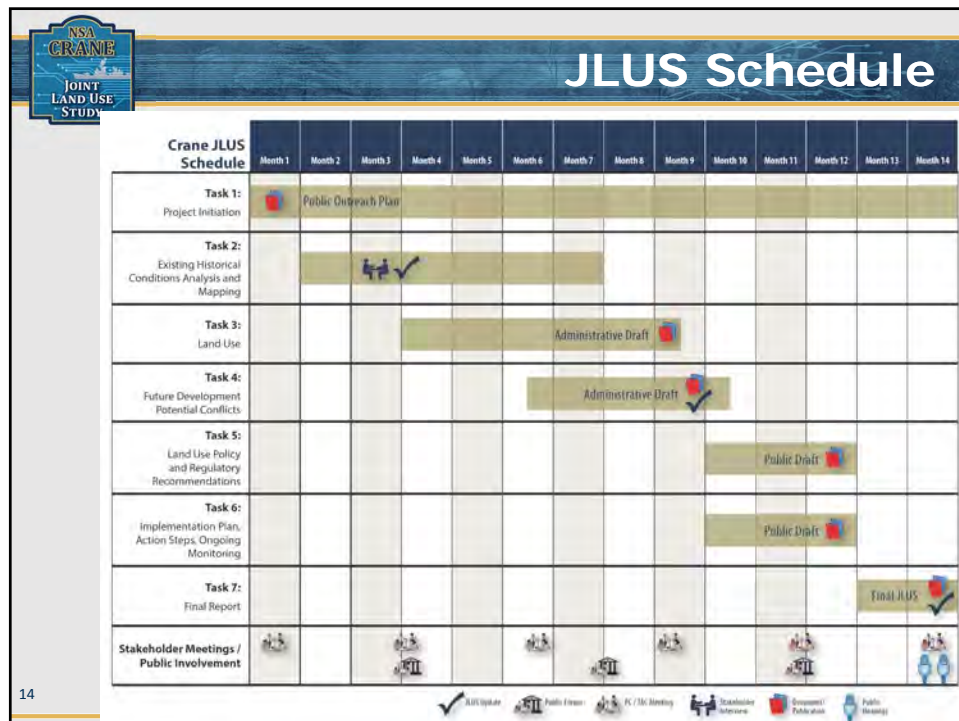 NSA
CRANE
JOINT
LAND USE
STUDY
JLUS Schedule
Crane JLUS
Schedule
Month 1 Month 2 Month 3 Month 4 Month 5 Month 6 Month 7 Month 8 Month 9 Month 10 Month 11 Month 12 Month 13 Month 14
Task 1:
Project Initiation
Public Outreach Plan
Task 2:
Existing Historical
Conditions Analysis and
Mapping
Task 3:
Land Use
Administrative Draft
Task 4:
Future Development
Potential Conflicts
Administrative Draft
Task 5:
Land Use Policy
and Regulatory
Recommendations
Public Draft
Task 6:
Implementation Plan,
Action Steps, Ongoing
Monitoring
Public Draft
Task 7:
Final Report
Final JLUS
Stakeholder Meetings /
Public Involvement
14
JLUS Update
Public Forum
PC / TAC Meeting
Stakeholder
Interview
Document/
Publication
Public